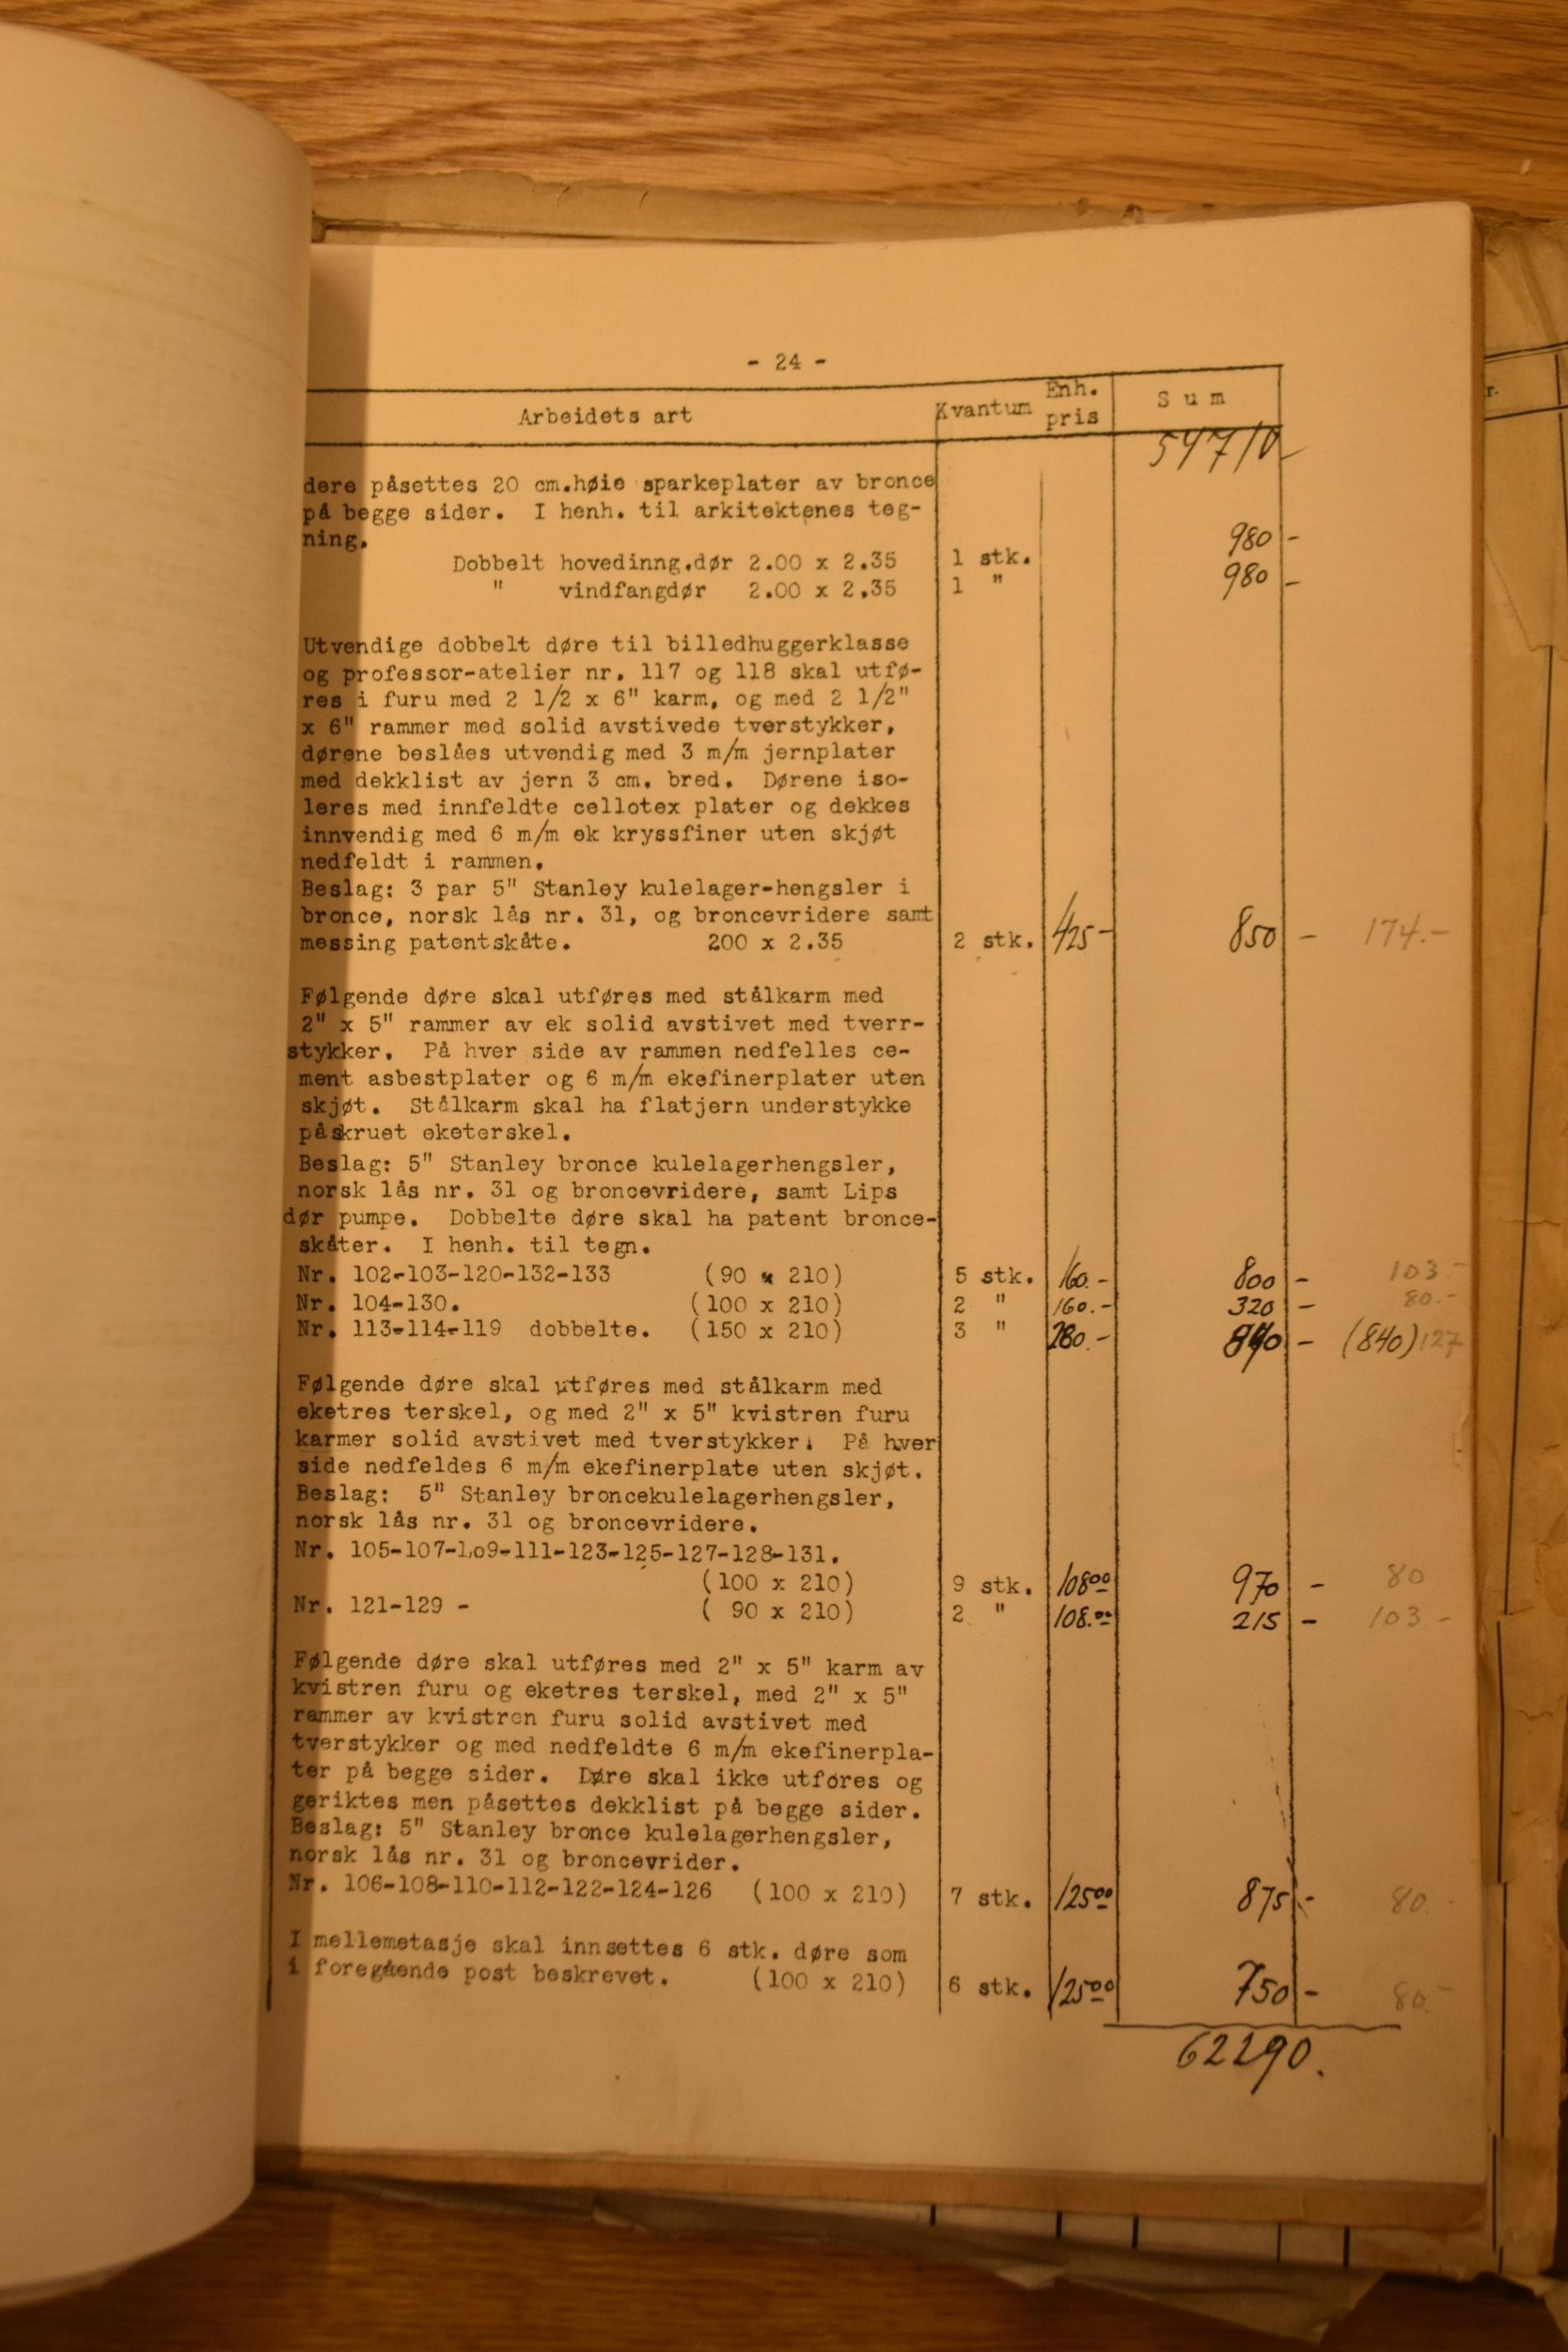 - 24 -
Arbeidets art Kvantum Enh. pris Sum
54710 -
dere påsettes 20 cm.høie sparkeplater av bronce
på begge sider. I henh. til arkitektenes teg-
ning.
Dobbelt hovedinng.dør 2.00 x 2.35 1 stk. 980 -
" vindfangdør 2.00 x 2.35 1 " 980 -
Utvendige dobbelt døre til billedhuggerklasse
og professor-atelier nr. 117 og 118 skal utfø-
res i furu med 2 1/2 x 6" karm, og med 2 1/2"
x 6" rammer med solid avstivede tverstykker,
dørene beslåes utvendig med 3 m/m jernplater
med dekklist av jern 3 cm. bred. Dørene iso-
leres med innfeldte cellotex plater og dekkes
innvendig med 6 m/m ek kryssfiner uten skjøt
nedfeldt i rammen.
Beslag: 3 par 5" Stanley kulelager-hengsler i
bronce, norsk lås nr. 31, og broncevridere samt
messing patentskåte. 200 x 2.35 2 stk. 425 - 850 - 174.-
Følgende døre skal utføres med stålkarm med
2" x 5" rammer av ek solid avstivet med tverr-
stykker. På hver side av rammen nedfelles ce-
ment asbestplater og 6 m/m ekefinerplater uten
skjøt. Stålkarm skal ha flatjern understykke
påskruet eketerskel.
Beslag: 5" Stanley bronce kulelagerhengsler,
norsk lås nr. 31 og broncevridere, samt Lips
dør pumpe. Dobbelte døre skal ha patent bronce-
skåter. I henh. til tegn.
Nr. 102-103-120-132-133 (90 x 210) 5 stk. 160.- 800 - 103.-
Nr. 104-130. (100 x 210) 2 " 160.- 320 - 80.-
Nr. 113-114-119 dobbelte. (150 x 210) 3 " 280.- 840 - (840) 127
Følgende døre skal utføres med stålkarm med
eketres terskel, og med 2" x 5" kvistren furu
karmer solid avstivet med tverstykker. På hver
side nedfeldes 6 m/m ekefinerplate uten skjøt.
Beslag: 5" Stanley broncekulelagerhengsler,
norsk lås nr. 31 og broncevridere.
Nr. 105-107-lo9-111-123-125-127-128-131.
(100 x 210) 9 stk. 10800 970 - 80
Nr. 121-129 - ( 90 x 210) 2 " 108.00 215 - 103 -
Følgende døre skal utføres med 2" x 5" karm av
kvistren furu og eketres terskel, med 2" x 5"
rammer av kvistren furu solid avstivet med
tverstykker og med nedfeldte 6 m/m ekefinerpla-
ter på begge sider. Døre skal ikke utfores og
geriktes men påsettes dekklist på begge sider.
Beslag: 5" Stanley bronce kulelagerhengsler,
norsk lås nr. 31 og broncevrider.
Nr. 106-108-110-112-122-124-126 (100 x 210) 7 stk. 12500 875 - 80.-
I mellemetasje skal innsettes 6 stk. døre som
i foregående post beskrevet. (100 x 210) 6 stk. 12500 750 - 80.-
62290.